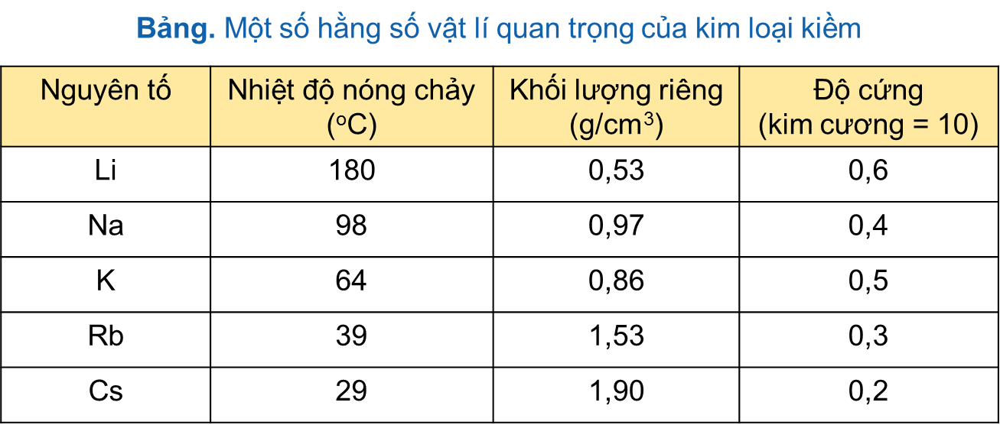 Bảng. Một số hằng số vật lí quan trọng của kim loại kiềm
Nguyên tố Nhiệt độ nóng chảy Khối lượng riêng Độ cứng
(ºC) (g/cm³) (kim cương = 10)
Li 180 0,53 0,6
Na 98 0,97 0,4
K 64 0,86 0,5
Rb 39 1,53 0,3
Cs 29 1,90 0,2